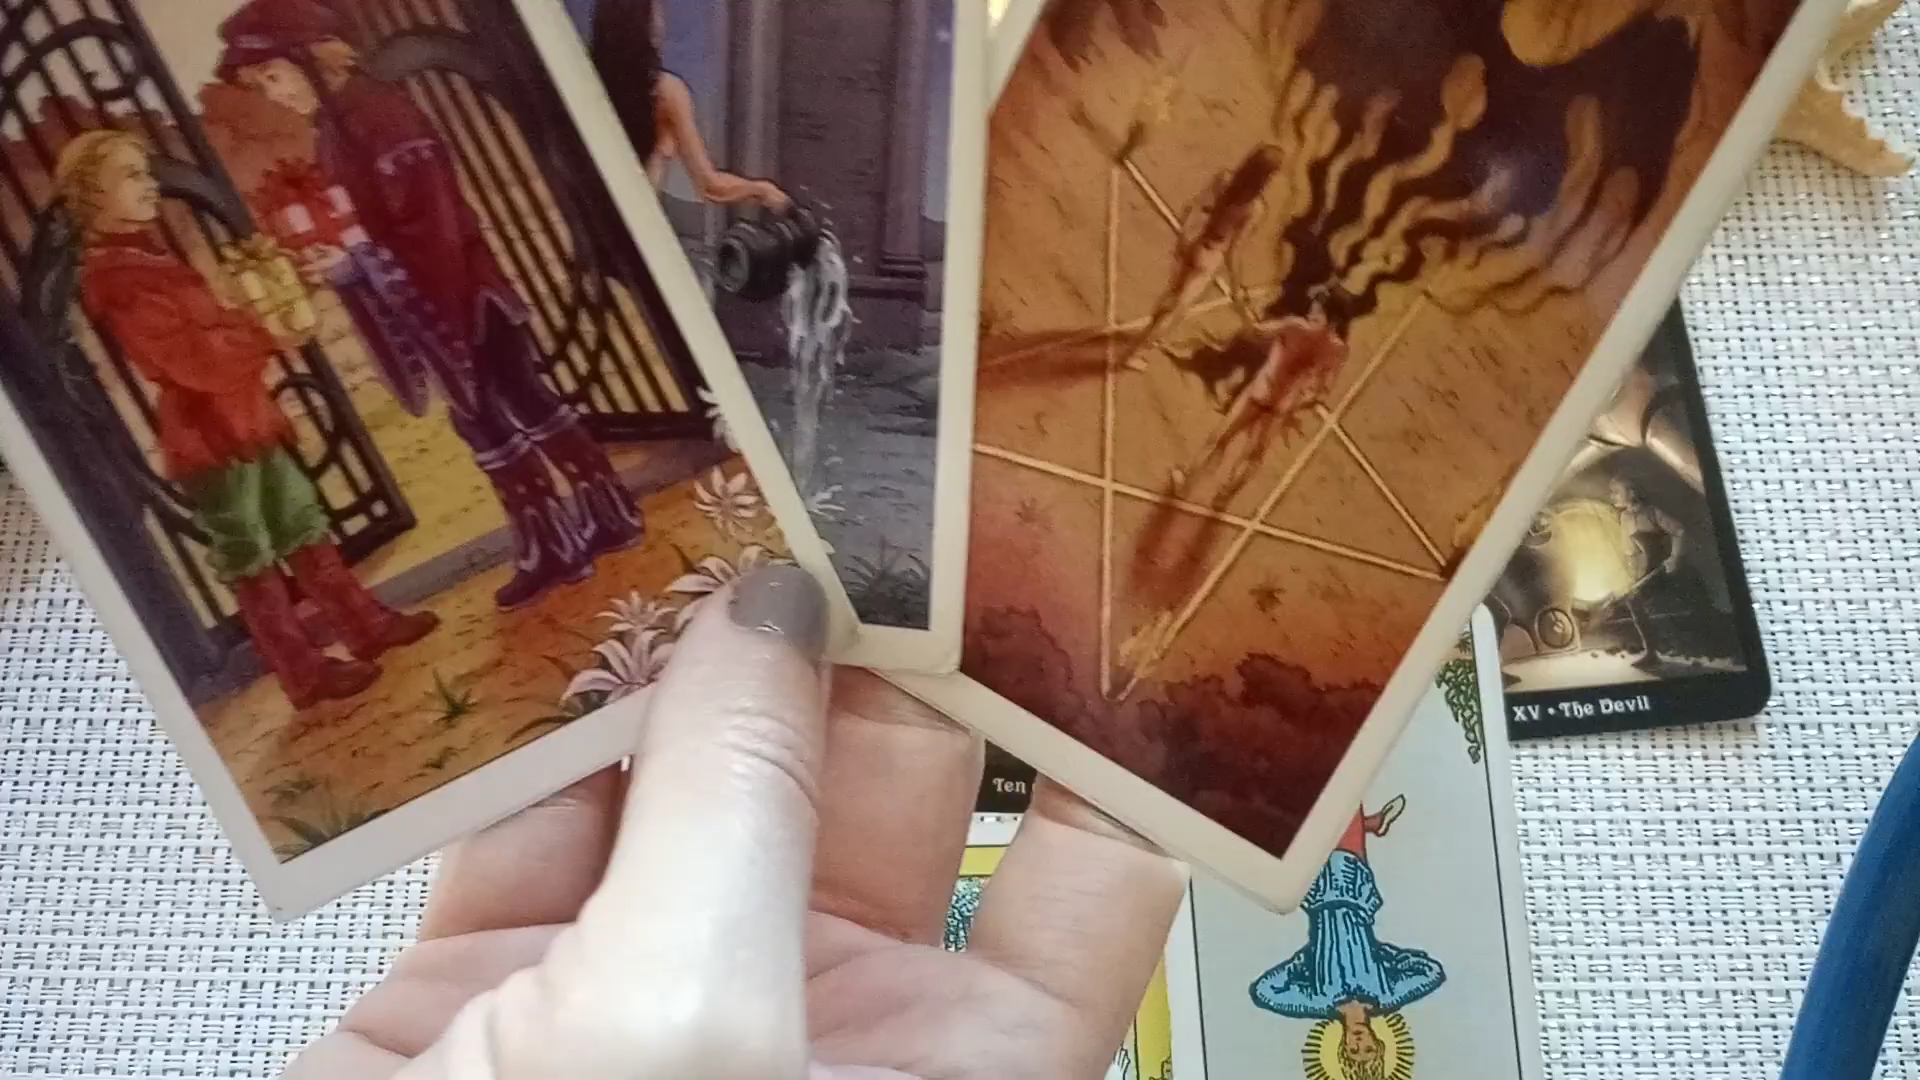 XV • The Devil
Ten